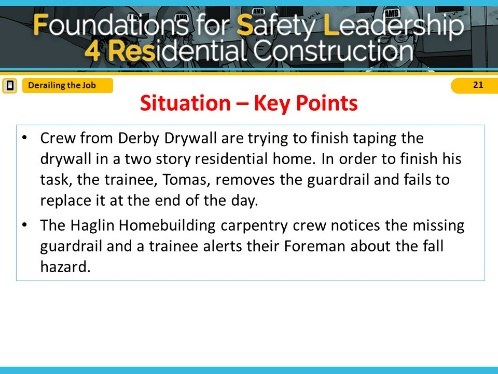 Foundations for Safety Leadership
4 Residential Construction
Derailing the Job
21
Situation – Key Points
• Crew from Derby Drywall are trying to finish taping the
drywall in a two story residential home. In order to finish his
task, the trainee, Tomas, removes the guardrail and fails to
replace it at the end of the day.
• The Haglin Homebuilding carpentry crew notices the missing
guardrail and a trainee alerts their Foreman about the fall
hazard.